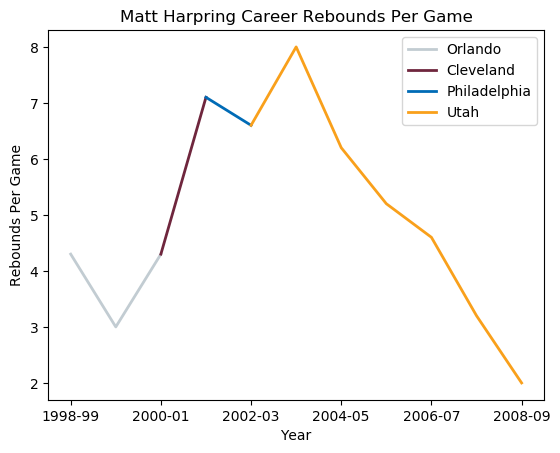 Matt Harpring Career Rebounds Per Game
Orlando
Cleveland
Philadelphia
Utah
8
7
6
5
4
3
2
Rebounds Per Game
1998-99 2000-01 2002-03 2004-05 2006-07 2008-09
Year